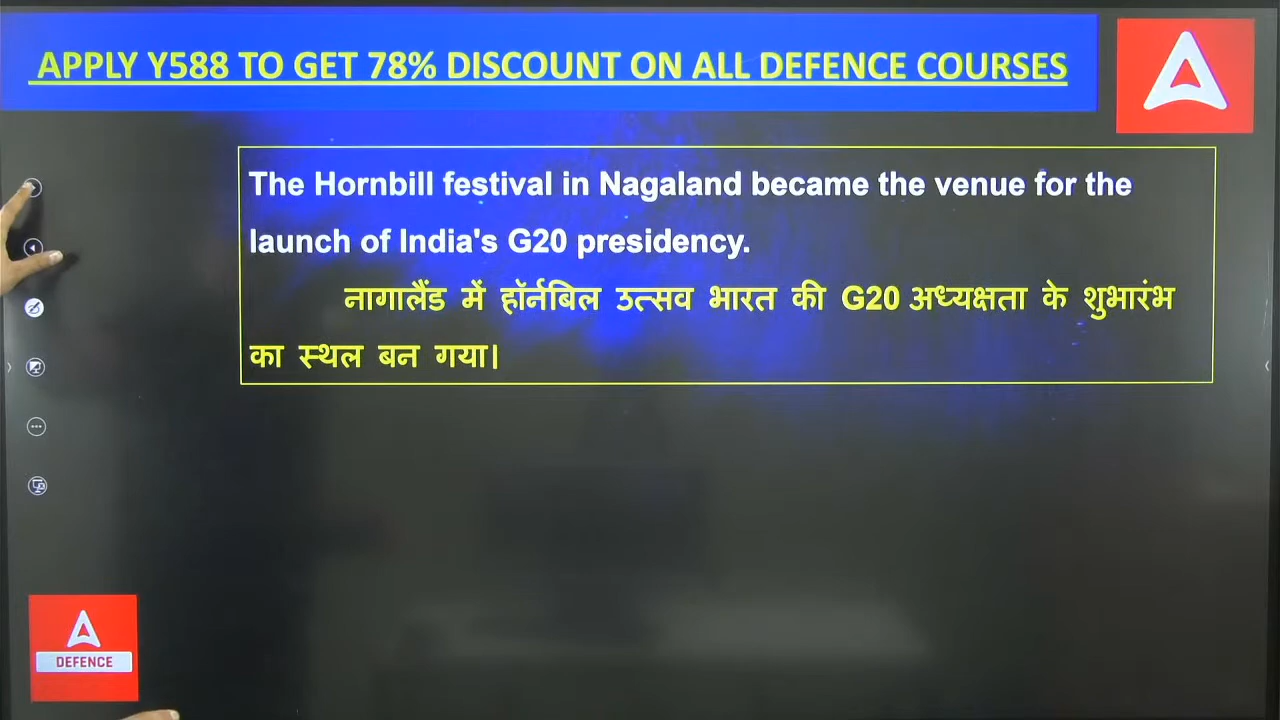 APPLY Y588 TO GET 78% DISCOUNT ON ALL DEFENCE COURSES
The Hornbill festival in Nagaland became the venue for the
launch of India's G20 presidency.
नागालैंड में हॉर्नबिल उत्सव भारत की G20 अध्यक्षता के शुभारंभ
का स्थल बन गया।
DEFENCE